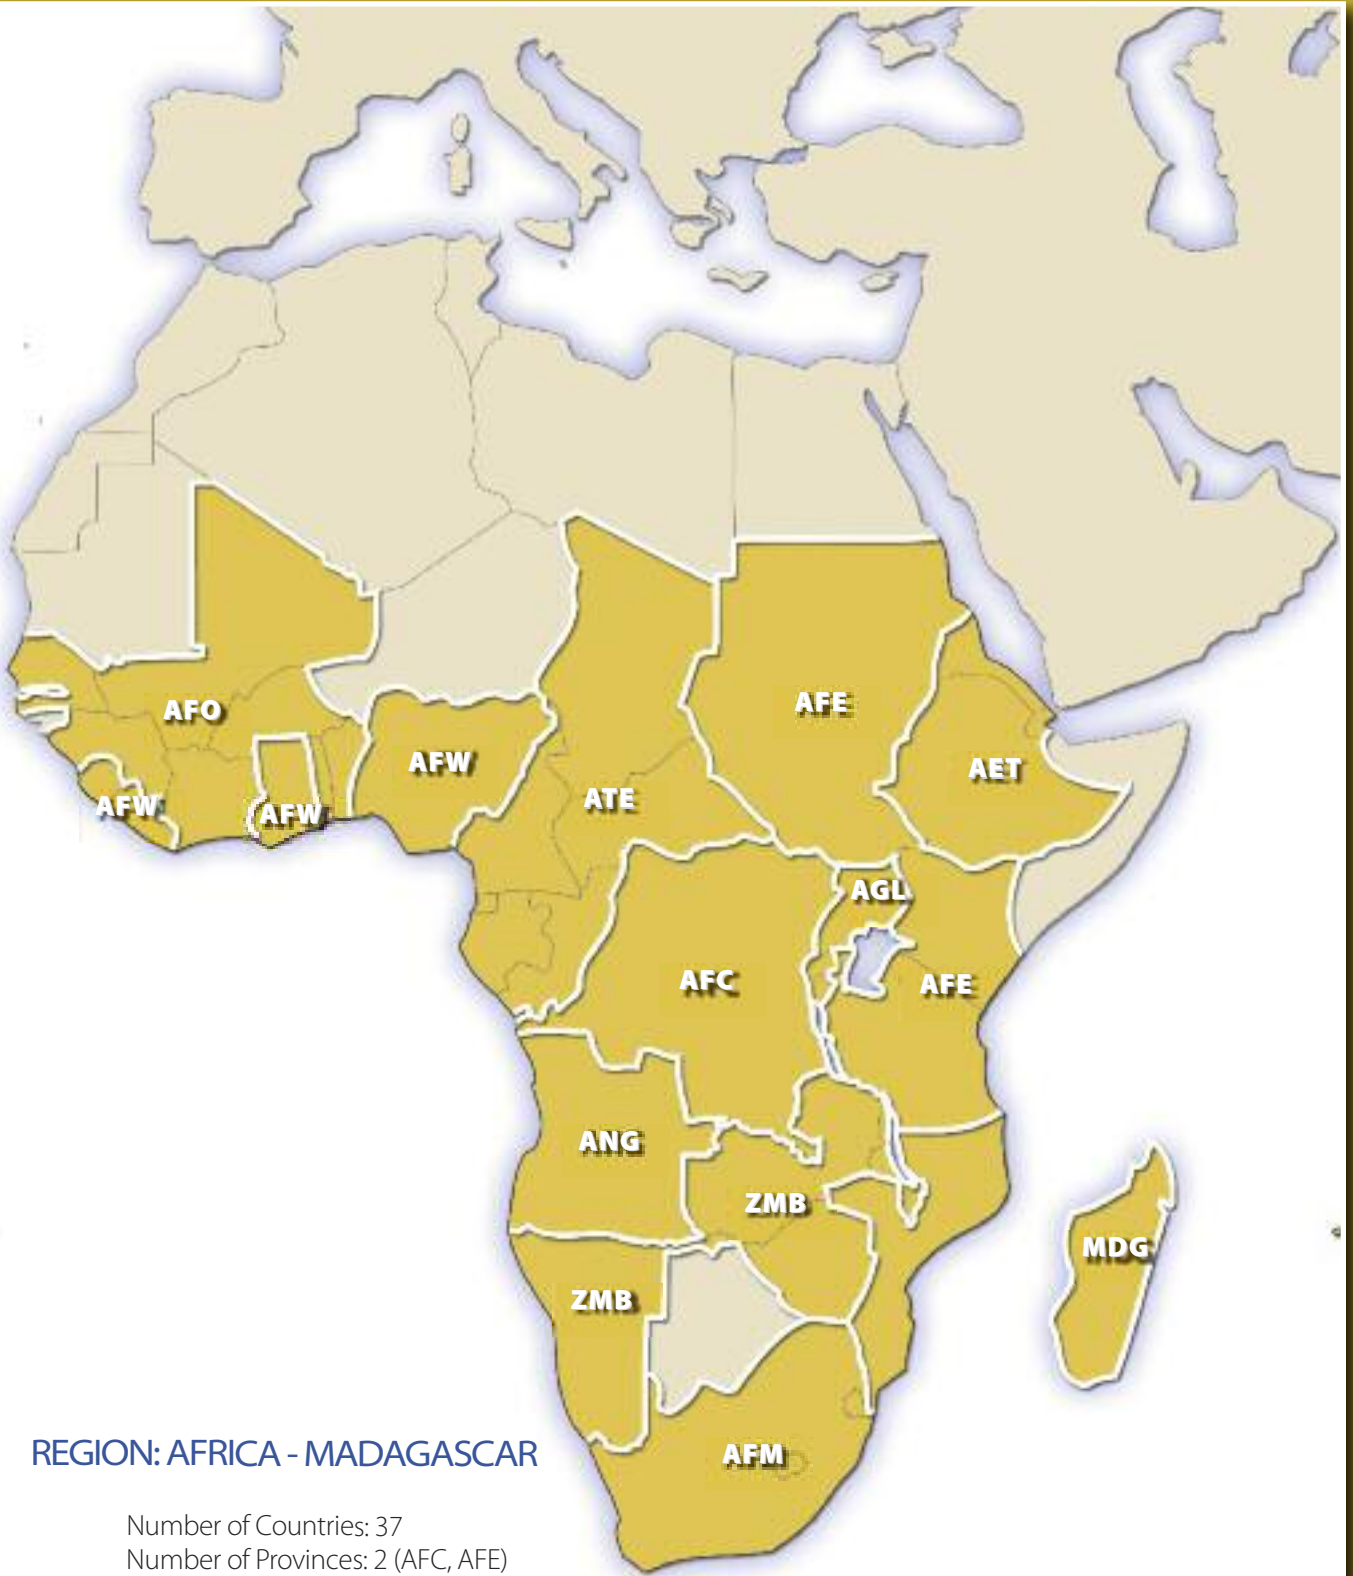 AFO
AFE
AFW
AET
ATE
AFW
AFW
AGL
AFC
AFE
ANG
ZMB
MDG
ZMB
AFM
REGION: AFRICA - MADAGASCAR
Number of Countries: 37
Number of Provinces: 2 (AFC, AFE)